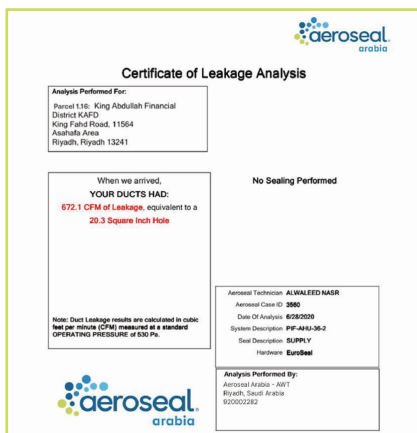 aeroseal.
arabia
Certificate of Leakage Analysis
Analysis Performed For:
Parcel 1.16: King Abdullah Financial
District KAFD
King Fahd Road, 11564
Asahafa Area
Riyadh, Riyadh 13241
When we arrived,
YOUR DUCTS HAD:
672.1 CFM of Leakage, equivalent to a
20.3 Square Inch Hole
Note: Duct Leakage results are calculated in cubic
feet per minute (CFM) measured at a standard
OPERATING PRESSURE of 530 Pa.
No Sealing Performed
Aeroseal Technician ALWALEED NASR
Aeroseal Case ID 3560
Date Of Analysis 6/28/2020
System Description PIF-AHU-36-2
Seal Description SUPPLY
Hardware EuroSeal
Analysis Performed By:
Aeroseal Arabia - AWT
Riyadh, Saudi Arabia
920002282
aeroseal.
arabia